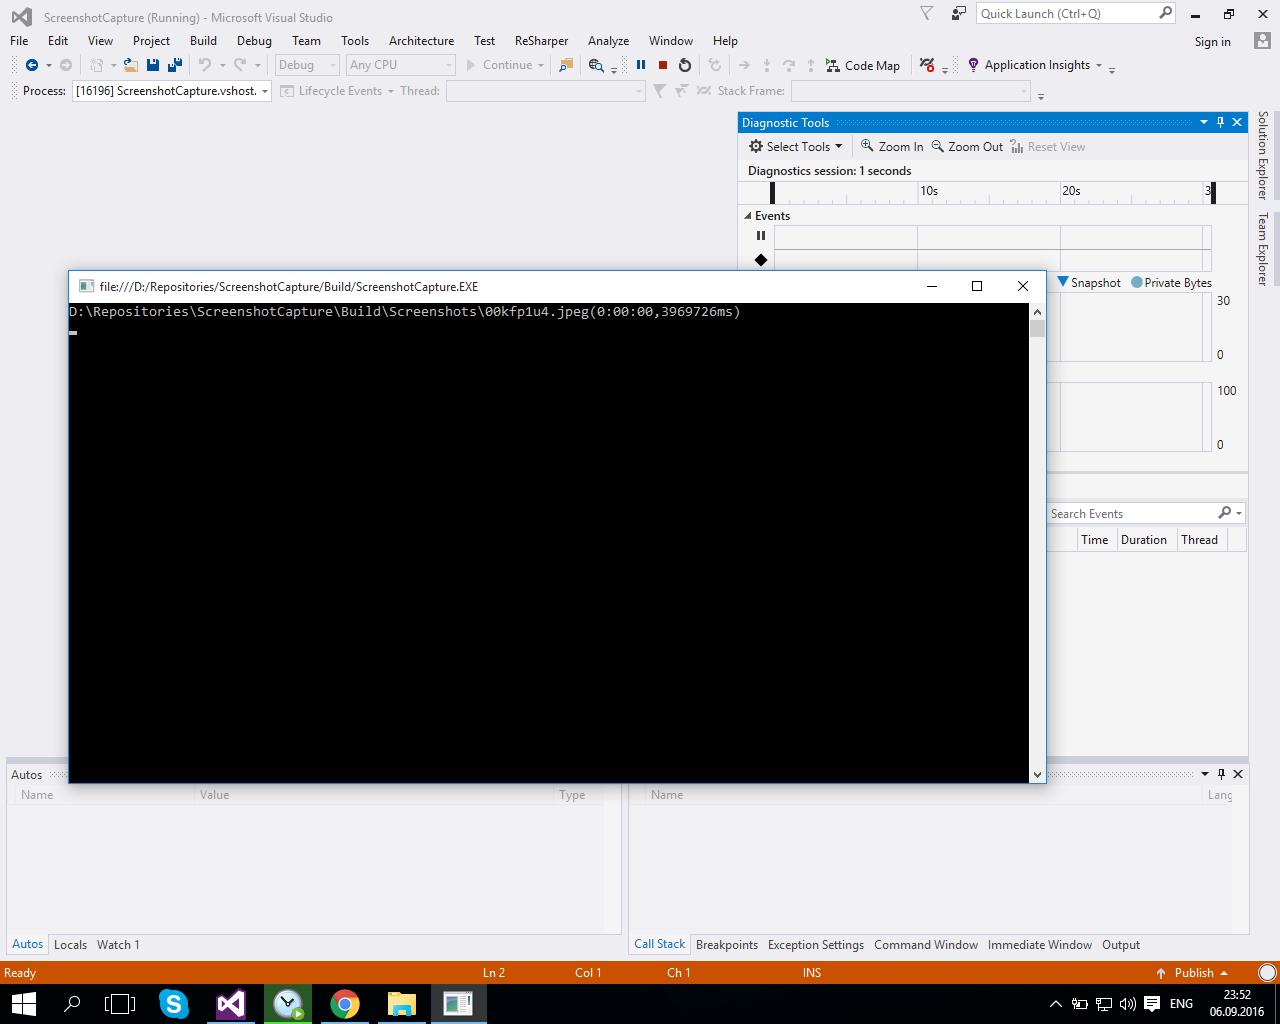 ScreenshotCapture (Running) - Microsoft Visual Studio
Quick Launch (Ctrl+Q)
File Edit View Project Build Debug Team Tools Architecture Test ReSharper Analyze Window Help
Sign in
Debug Any CPU Continue Code Map Application Insights
Process: [16196] ScreenshotCapture.vshost. Lifecycle Events Thread: Stack Frame:
Diagnostic Tools
Select Tools Zoom In Zoom Out Reset View
Diagnostics session: 1 seconds
10s 20s 3
Events
Solution Explorer
Team Explorer
Snapshot Private Bytes
30
0
100
0
file:///D:/Repositories/ScreenshotCapture/Build/ScreenshotCapture.EXE
D:\Repositories\ScreenshotCapture\Build\Screenshots\00kfp1u4.jpeg(0:00:00,3969726ms)
Search Events
Time Duration Thread
Autos
Name Value Type
Name Lang
Autos Locals Watch 1
Call Stack Breakpoints Exception Settings Command Window Immediate Window Output
Ready Ln 2 Col 1 Ch 1 INS Publish
ENG
23:52
06.09.2016